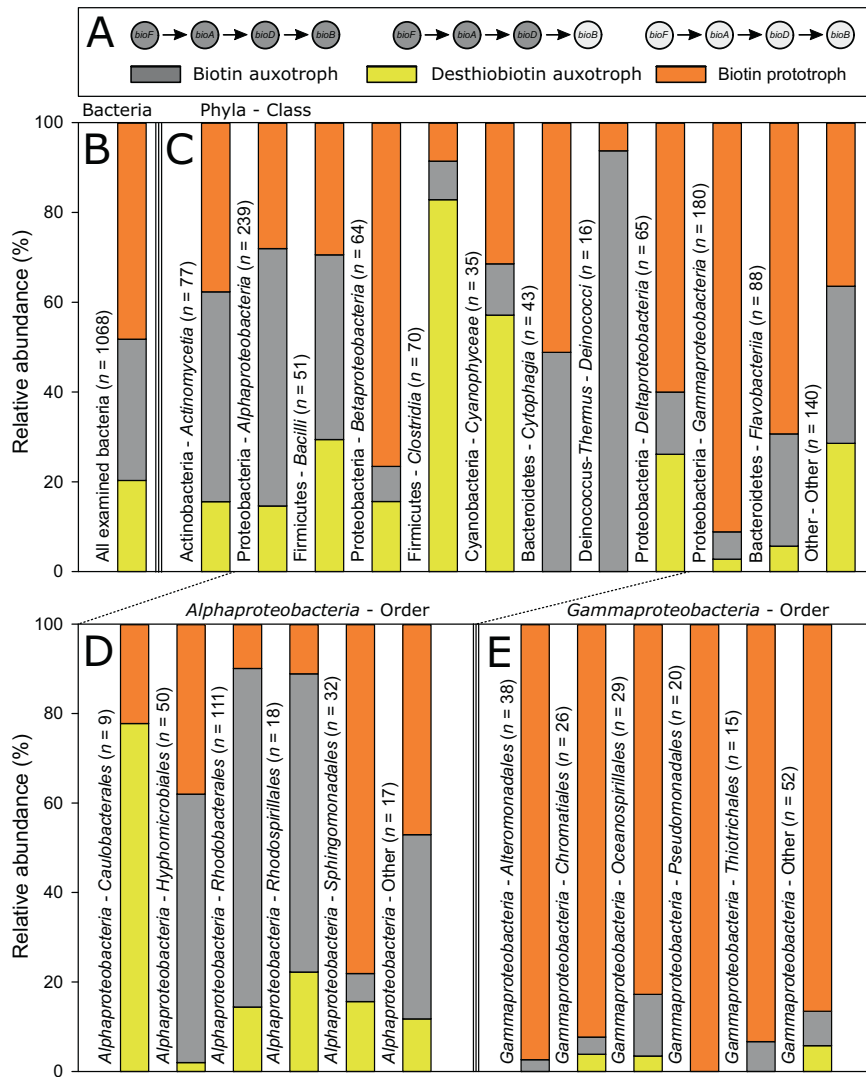 A
bioF bioA bioD bioB bioF bioA bioD bioB bioF bioA bioD bioB
Biotin auxotroph Desthiobiotin auxotroph Biotin prototroph
Bacteria Phyla - Class
B
C
Relative abundance (%)
100
80
60
40
20
0
All examined bacteria (n = 1068)
Actinobacteria - Actinomycetia (n = 77)
Proteobacteria - Alphaproteobacteria (n = 239)
Firmicutes - Bacilli (n = 51)
Proteobacteria - Betaproteobacteria (n = 64)
Firmicutes - Clostridia (n = 70)
Cyanobacteria - Cyanophyceae (n = 35)
Bacteroidetes - Cytophagia (n = 43)
Deinococcus-Thermus - Deinococci (n = 16)
Proteobacteria - Deltaproteobacteria (n = 65)
Proteobacteria - Gammaproteobacteria (n = 180)
Bacteroidetes - Flavobacteriia (n = 88)
Other - Other (n = 140)
Alphaproteobacteria - Order
Gammaproteobacteria - Order
D
E
Relative abundance (%)
100
80
60
40
20
0
Alphaproteobacteria - Caulobacterales (n = 9)
Alphaproteobacteria - Hyphomicrobiales (n = 50)
Alphaproteobacteria - Rhodobacterales (n = 111)
Alphaproteobacteria - Rhodospirillales (n = 18)
Alphaproteobacteria - Sphingomonadales (n = 32)
Alphaproteobacteria - Other (n = 17)
Gammaproteobacteria - Alteromonadales (n = 38)
Gammaproteobacteria - Chromatiales (n = 26)
Gammaproteobacteria - Oceanospirillales (n = 29)
Gammaproteobacteria - Pseudomonadales (n = 20)
Gammaproteobacteria - Thiotrichales (n = 15)
Gammaproteobacteria - Other (n = 52)